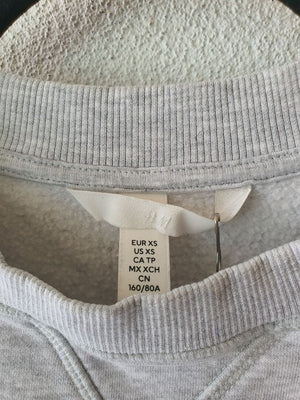 H&M
EUR XS
US XS
CA TP
MX XCH
CN
160/80A